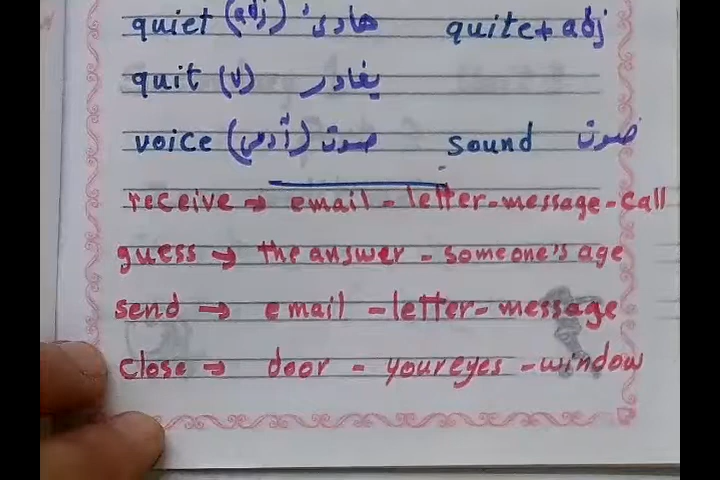 quiet (adj) هادئ quite + adj
quit (v) يغادر
voice (آدمى) صوت sound صوت
receive → email - letter - message - call
guess → the answer - someone's age
send → email - letter - message
close → door - your eyes - window